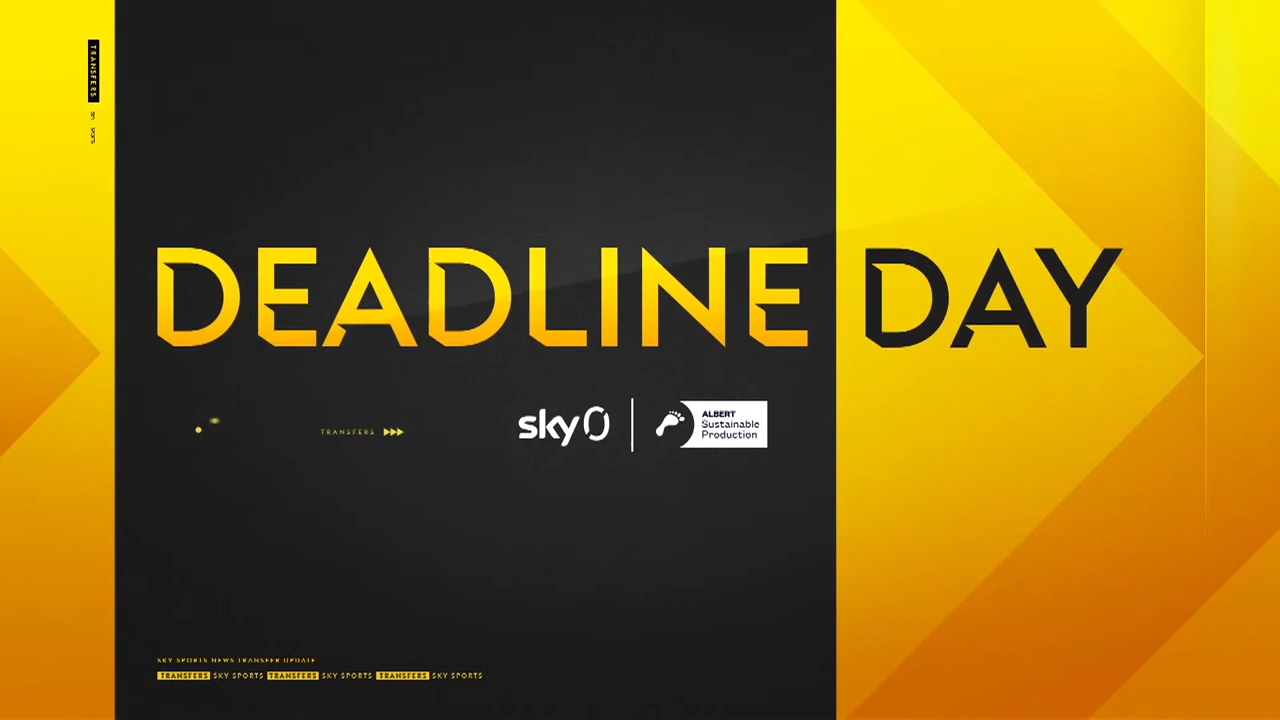 TRANSFERS
DEADLINE DAY
TRANSFERS
sky 0
ALBERT
Sustainable
Production
SKY SPORTS NEWS TRANSFER UPDATE
TRANSFERS SKY SPORTS TRANSFERS SKY SPORTS TRANSFERS SKY SPORTS